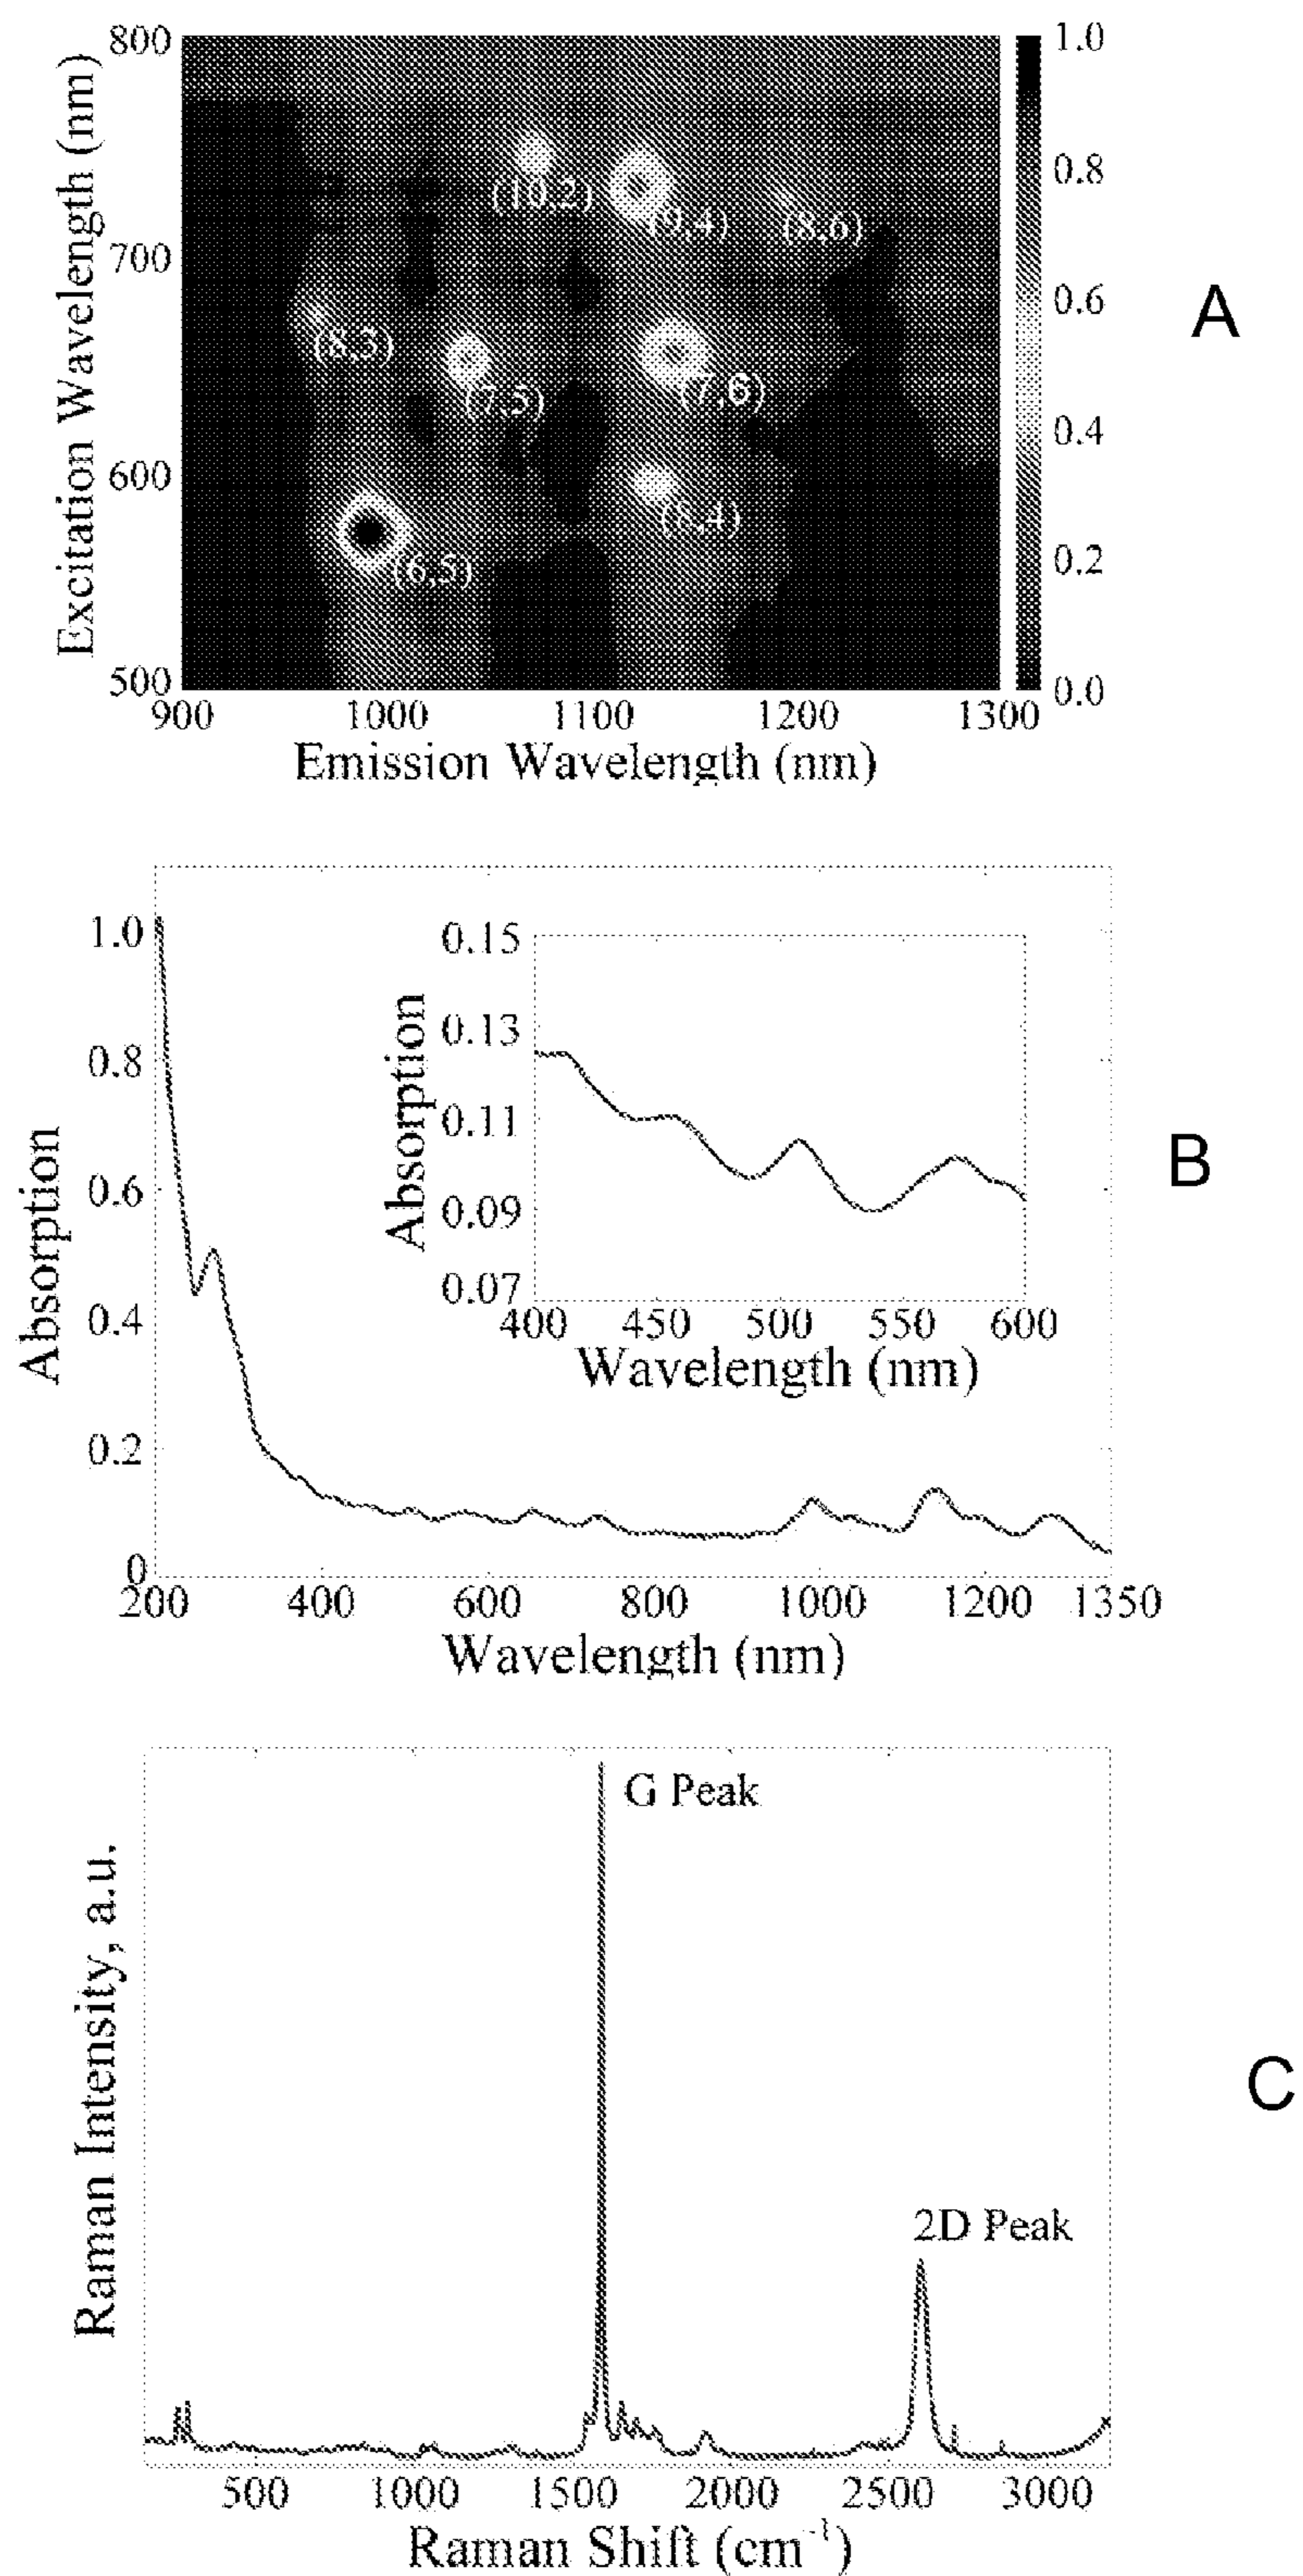 800
700
600
500
Excitation Wavelength (nm)
(10,2)
(9,4)
(8,6)
(8,3)
(7,5)
(7,6)
(8,4)
(6,5)
1.0
0.8
0.6
0.4
0.2
0.0
A
900 1000 1100 1200 1300
Emission Wavelength (nm)
1.0
0.8
0.6
0.4
0.2
0
Absorption
0.15
0.13
0.11
0.09
0.07
Absorption
400 450 500 550 600
Wavelength (nm)
B
200 400 600 800 1000 1200 1350
Wavelength (nm)
Raman Intensity, a.u.
G Peak
2D Peak
C
500 1000 1500 2000 2500 3000
Raman Shift (cm⁻¹)